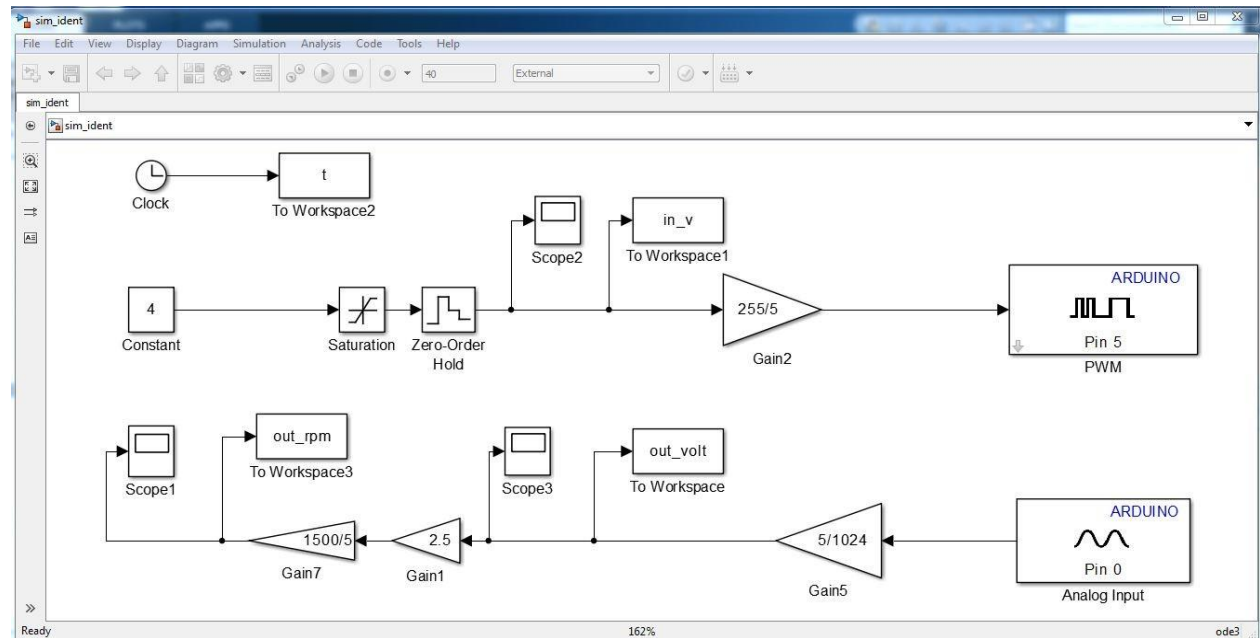 sim_ident
File Edit View Display Diagram Simulation Analysis Code Tools Help
40 External
sim_ident
sim_ident
t
Clock
To Workspace2
in_v
Scope2
To Workspace1
4
255/5
ARDUINO
Pin 5
Constant
Saturation
Zero-Order
Hold
Gain2
PWM
out_rpm
out_volt
Scope1
To Workspace3
Scope3
To Workspace
1500/5
2.5
5/1024
ARDUINO
Pin 0
Gain7
Gain1
Gain5
Analog Input
Ready 162% ode3